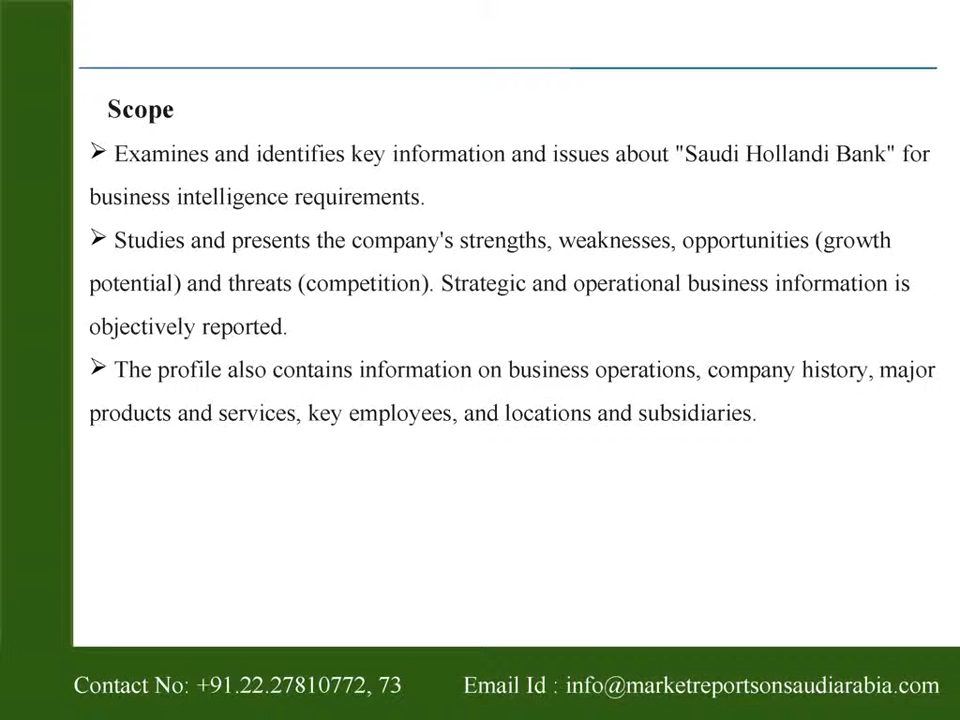 Scope
➢ Examines and identifies key information and issues about "Saudi Hollandi Bank" for
business intelligence requirements.
➢ Studies and presents the company's strengths, weaknesses, opportunities (growth
potential) and threats (competition). Strategic and operational business information is
objectively reported.
➢ The profile also contains information on business operations, company history, major
products and services, key employees, and locations and subsidiaries.
Contact No: +91.22.27810772, 73 Email Id : info@marketreportsonsaudiarabia.com